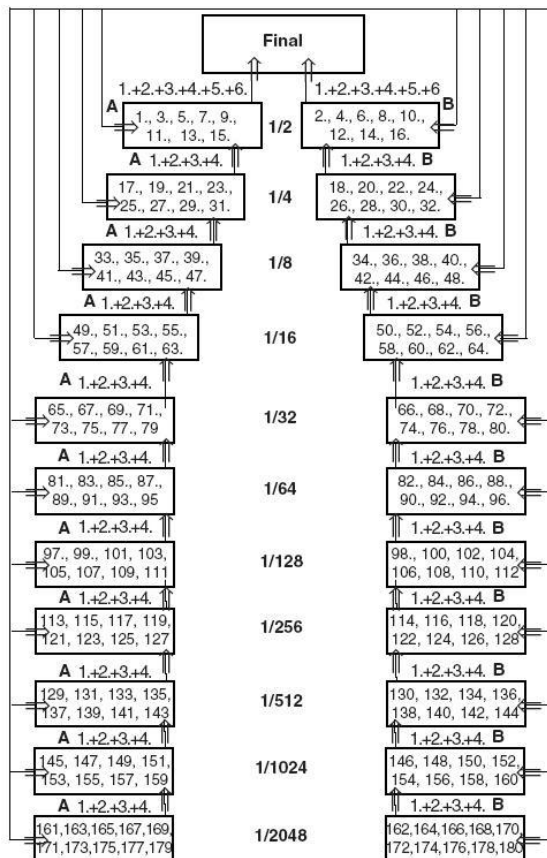 Final
1.+2.+3.+4.+5.+6. 1.+2.+3.+4.+5.+6
A B
1., 3., 5., 7., 9., 2., 4., 6., 8., 10.,
11., 13., 15. 1/2 12., 14., 16.
A 1.+2.+3.+4. 1.+2.+3.+4. B
17., 19., 21., 23., 18., 20., 22., 24.,
25., 27., 29., 31. 1/4 26., 28., 30., 32.
A 1.+2.+3.+4. 1.+2.+3.+4. B
33., 35., 37., 39., 34., 36., 38., 40.,
41., 43., 45., 47. 1/8 42., 44., 46., 48.
A 1.+2.+3.+4. 1.+2.+3.+4. B
49., 51., 53., 55., 50., 52., 54., 56.,
57., 59., 61., 63. 1/16 58., 60., 62., 64.
A 1.+2.+3.+4. 1.+2.+3.+4. B
65., 67., 69., 71., 66., 68., 70., 72.,
73., 75., 77., 79 1/32 74., 76., 78., 80.
A 1.+2.+3.+4. 1.+2.+3.+4. B
81., 83., 85., 87., 82., 84., 86., 88.,
89., 91., 93., 95 1/64 90., 92., 94., 96.
A 1.+2.+3.+4. 1.+2.+3.+4. B
97., 99., 101, 103, 98., 100, 102, 104,
105, 107, 109, 111 1/128 106, 108, 110, 112
A 1.+2.+3.+4. 1.+2.+3.+4. B
113, 115, 117, 119, 114, 116, 118, 120,
121, 123, 125, 127 1/256 122, 124, 126, 128
A 1.+2.+3.+4. 1.+2.+3.+4. B
129, 131, 133, 135, 130, 132, 134, 136,
137, 139, 141, 143 1/512 138, 140, 142, 144
A 1.+2.+3.+4. 1.+2.+3.+4. B
145, 147, 149, 151, 146, 148, 150, 152,
153, 155, 157, 159 1/1024 154, 156, 158, 160
A 1.+2.+3.+4. 1.+2.+3.+4. B
161,163,165,167,169, 162,164,166,168,170,
171,173,175,177,179 1/2048 172,174,176,178,180